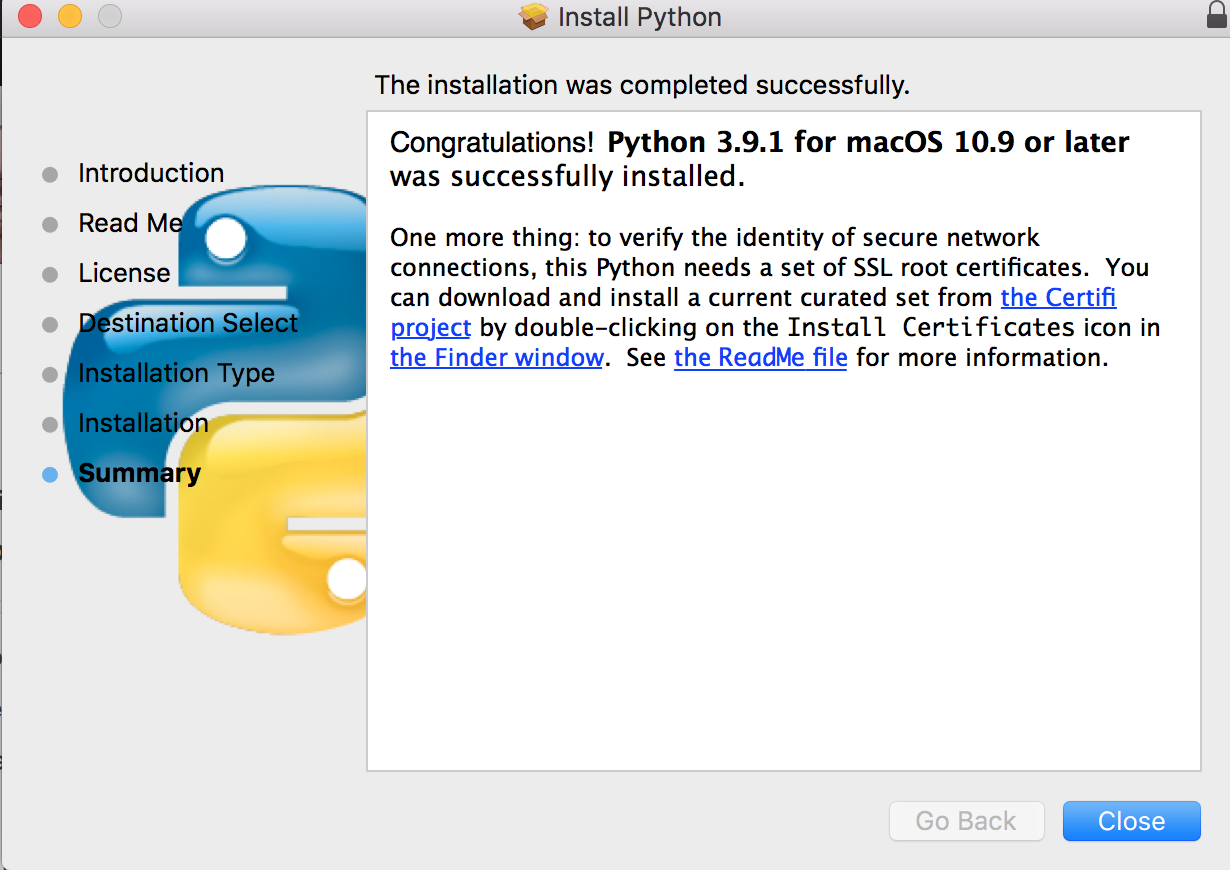 Install Python
The installation was completed successfully.
Introduction
Read Me
License
Destination Select
Installation Type
Installation
Summary
Congratulations! Python 3.9.1 for macOS 10.9 or later
was successfully installed.
One more thing: to verify the identity of secure network
connections, this Python needs a set of SSL root certificates.  You
can download and install a current curated set from the Certifi
project by double-clicking on the Install Certificates icon in
the Finder window.  See the ReadMe file for more information.
Go Back
Close